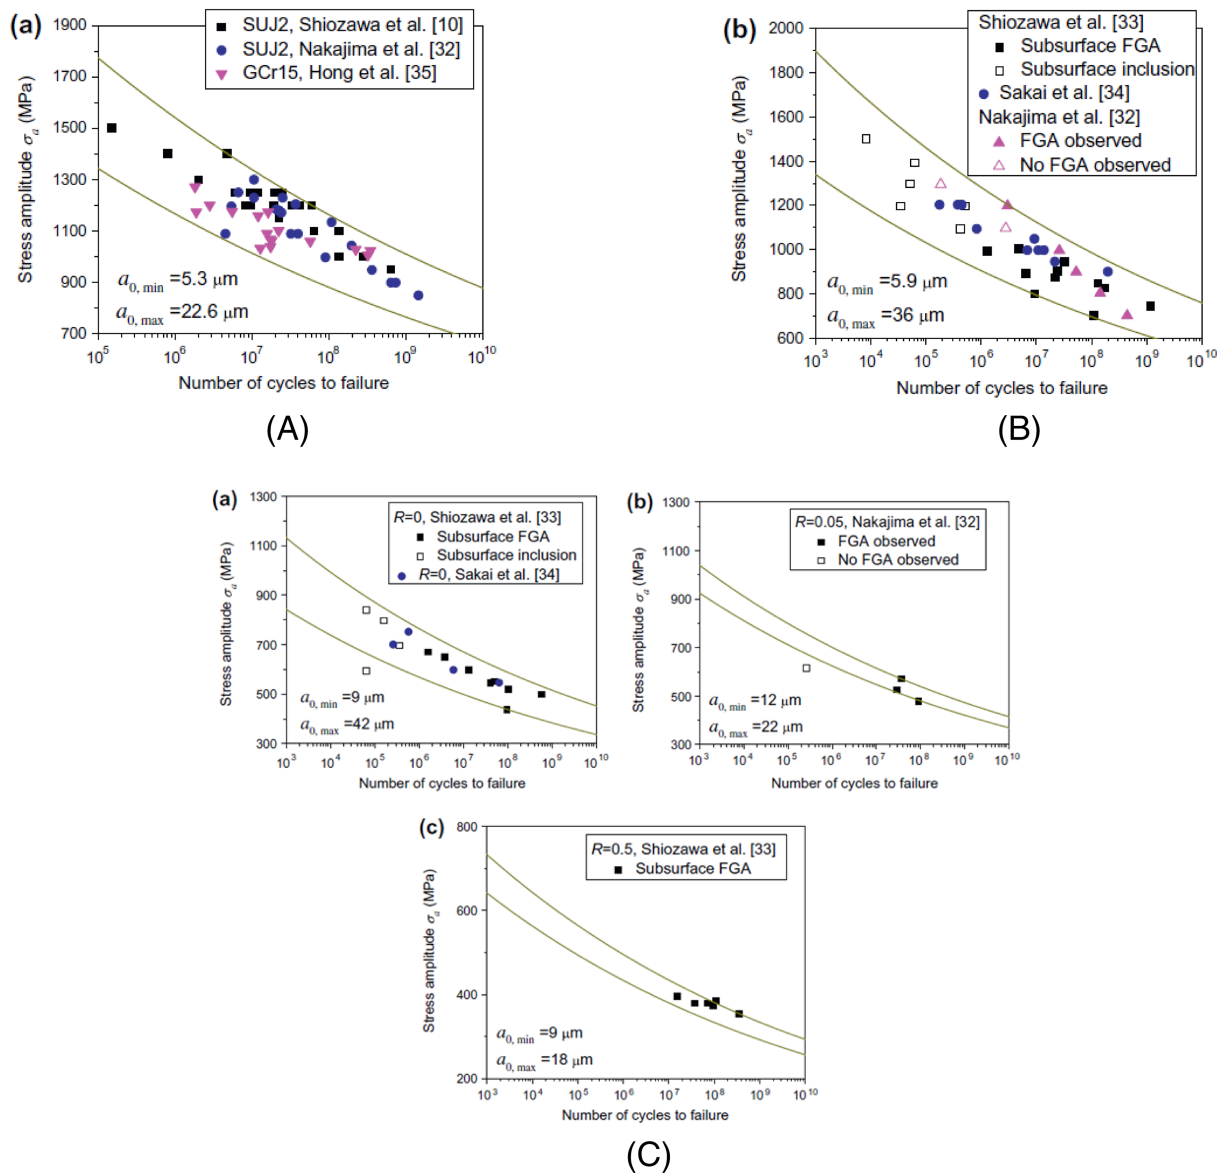 (a)
1900
1700
1500
1300
1100
900
700
Stress amplitude σa (MPa)
SUJ2, Shiozawa et al. [10]
SUJ2, Nakajima et al. [32]
GCr15, Hong et al. [35]
a0, min =5.3 μm
a0, max =22.6 μm
10^5 10^6 10^7 10^8 10^9 10^10
Number of cycles to failure
(A)
(b)
2000
1800
1600
1400
1200
1000
800
600
Stress amplitude σa (MPa)
Shiozawa et al. [33]
Subsurface FGA
Subsurface inclusion
Sakai et al. [34]
Nakajima et al. [32]
FGA observed
No FGA observed
a0, min =5.9 μm
a0, max =36 μm
10^3 10^4 10^5 10^6 10^7 10^8 10^9 10^10
Number of cycles to failure
(B)
(a)
1300
1100
900
700
500
300
Stress amplitude σa (MPa)
R=0, Shiozawa et al. [33]
Subsurface FGA
Subsurface inclusion
R=0, Sakai et al. [34]
a0, min =9 μm
a0, max =42 μm
10^3 10^4 10^5 10^6 10^7 10^8 10^9 10^10
Number of cycles to failure
(b)
1300
1100
900
700
500
300
Stress amplitude σa (MPa)
R=0.05, Nakajima et al. [32]
FGA observed
No FGA observed
a0, min =12 μm
a0, max =22 μm
10^3 10^4 10^5 10^6 10^7 10^8 10^9 10^10
Number of cycles to failure
(c)
800
600
400
200
Stress amplitude σa (MPa)
R=0.5, Shiozawa et al. [33]
Subsurface FGA
a0, min =9 μm
a0, max =18 μm
10^3 10^4 10^5 10^6 10^7 10^8 10^9 10^10
Number of cycles to failure
(C)